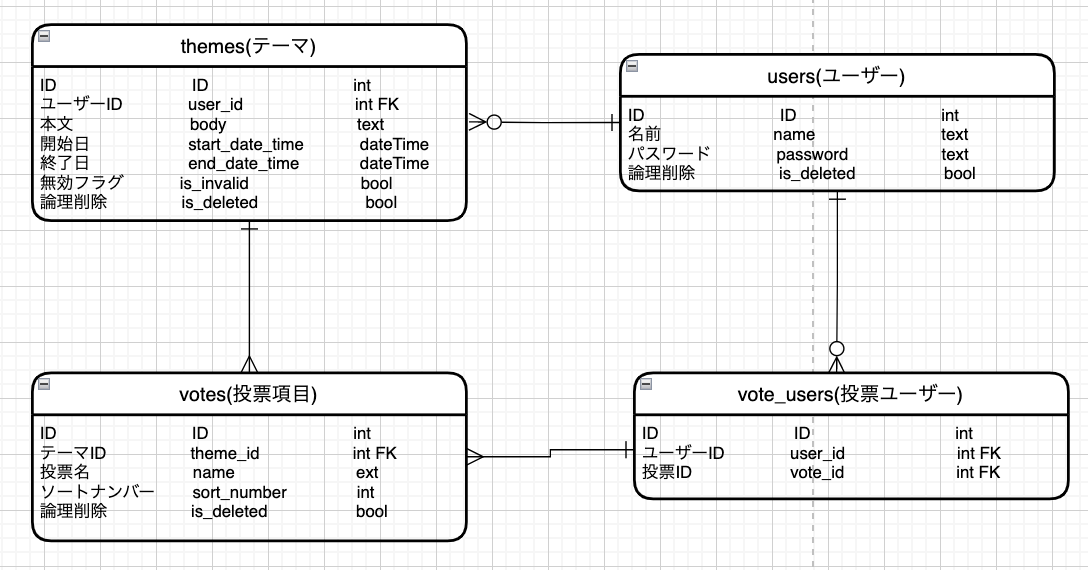 themes(テーマ)
ID ID int
ユーザーID user_id int FK
本文 body text
開始日 start_date_time dateTime
終了日 end_date_time dateTime
無効フラグ is_invalid bool
論理削除 is_deleted bool
users(ユーザー)
ID ID int
名前 name text
パスワード password text
論理削除 is_deleted bool
votes(投票項目)
ID ID int
テーマID theme_id int FK
投票名 name ext
ソートナンバー sort_number int
論理削除 is_deleted bool
vote_users(投票ユーザー)
ID ID int
ユーザーID user_id int FK
投票ID vote_id int FK